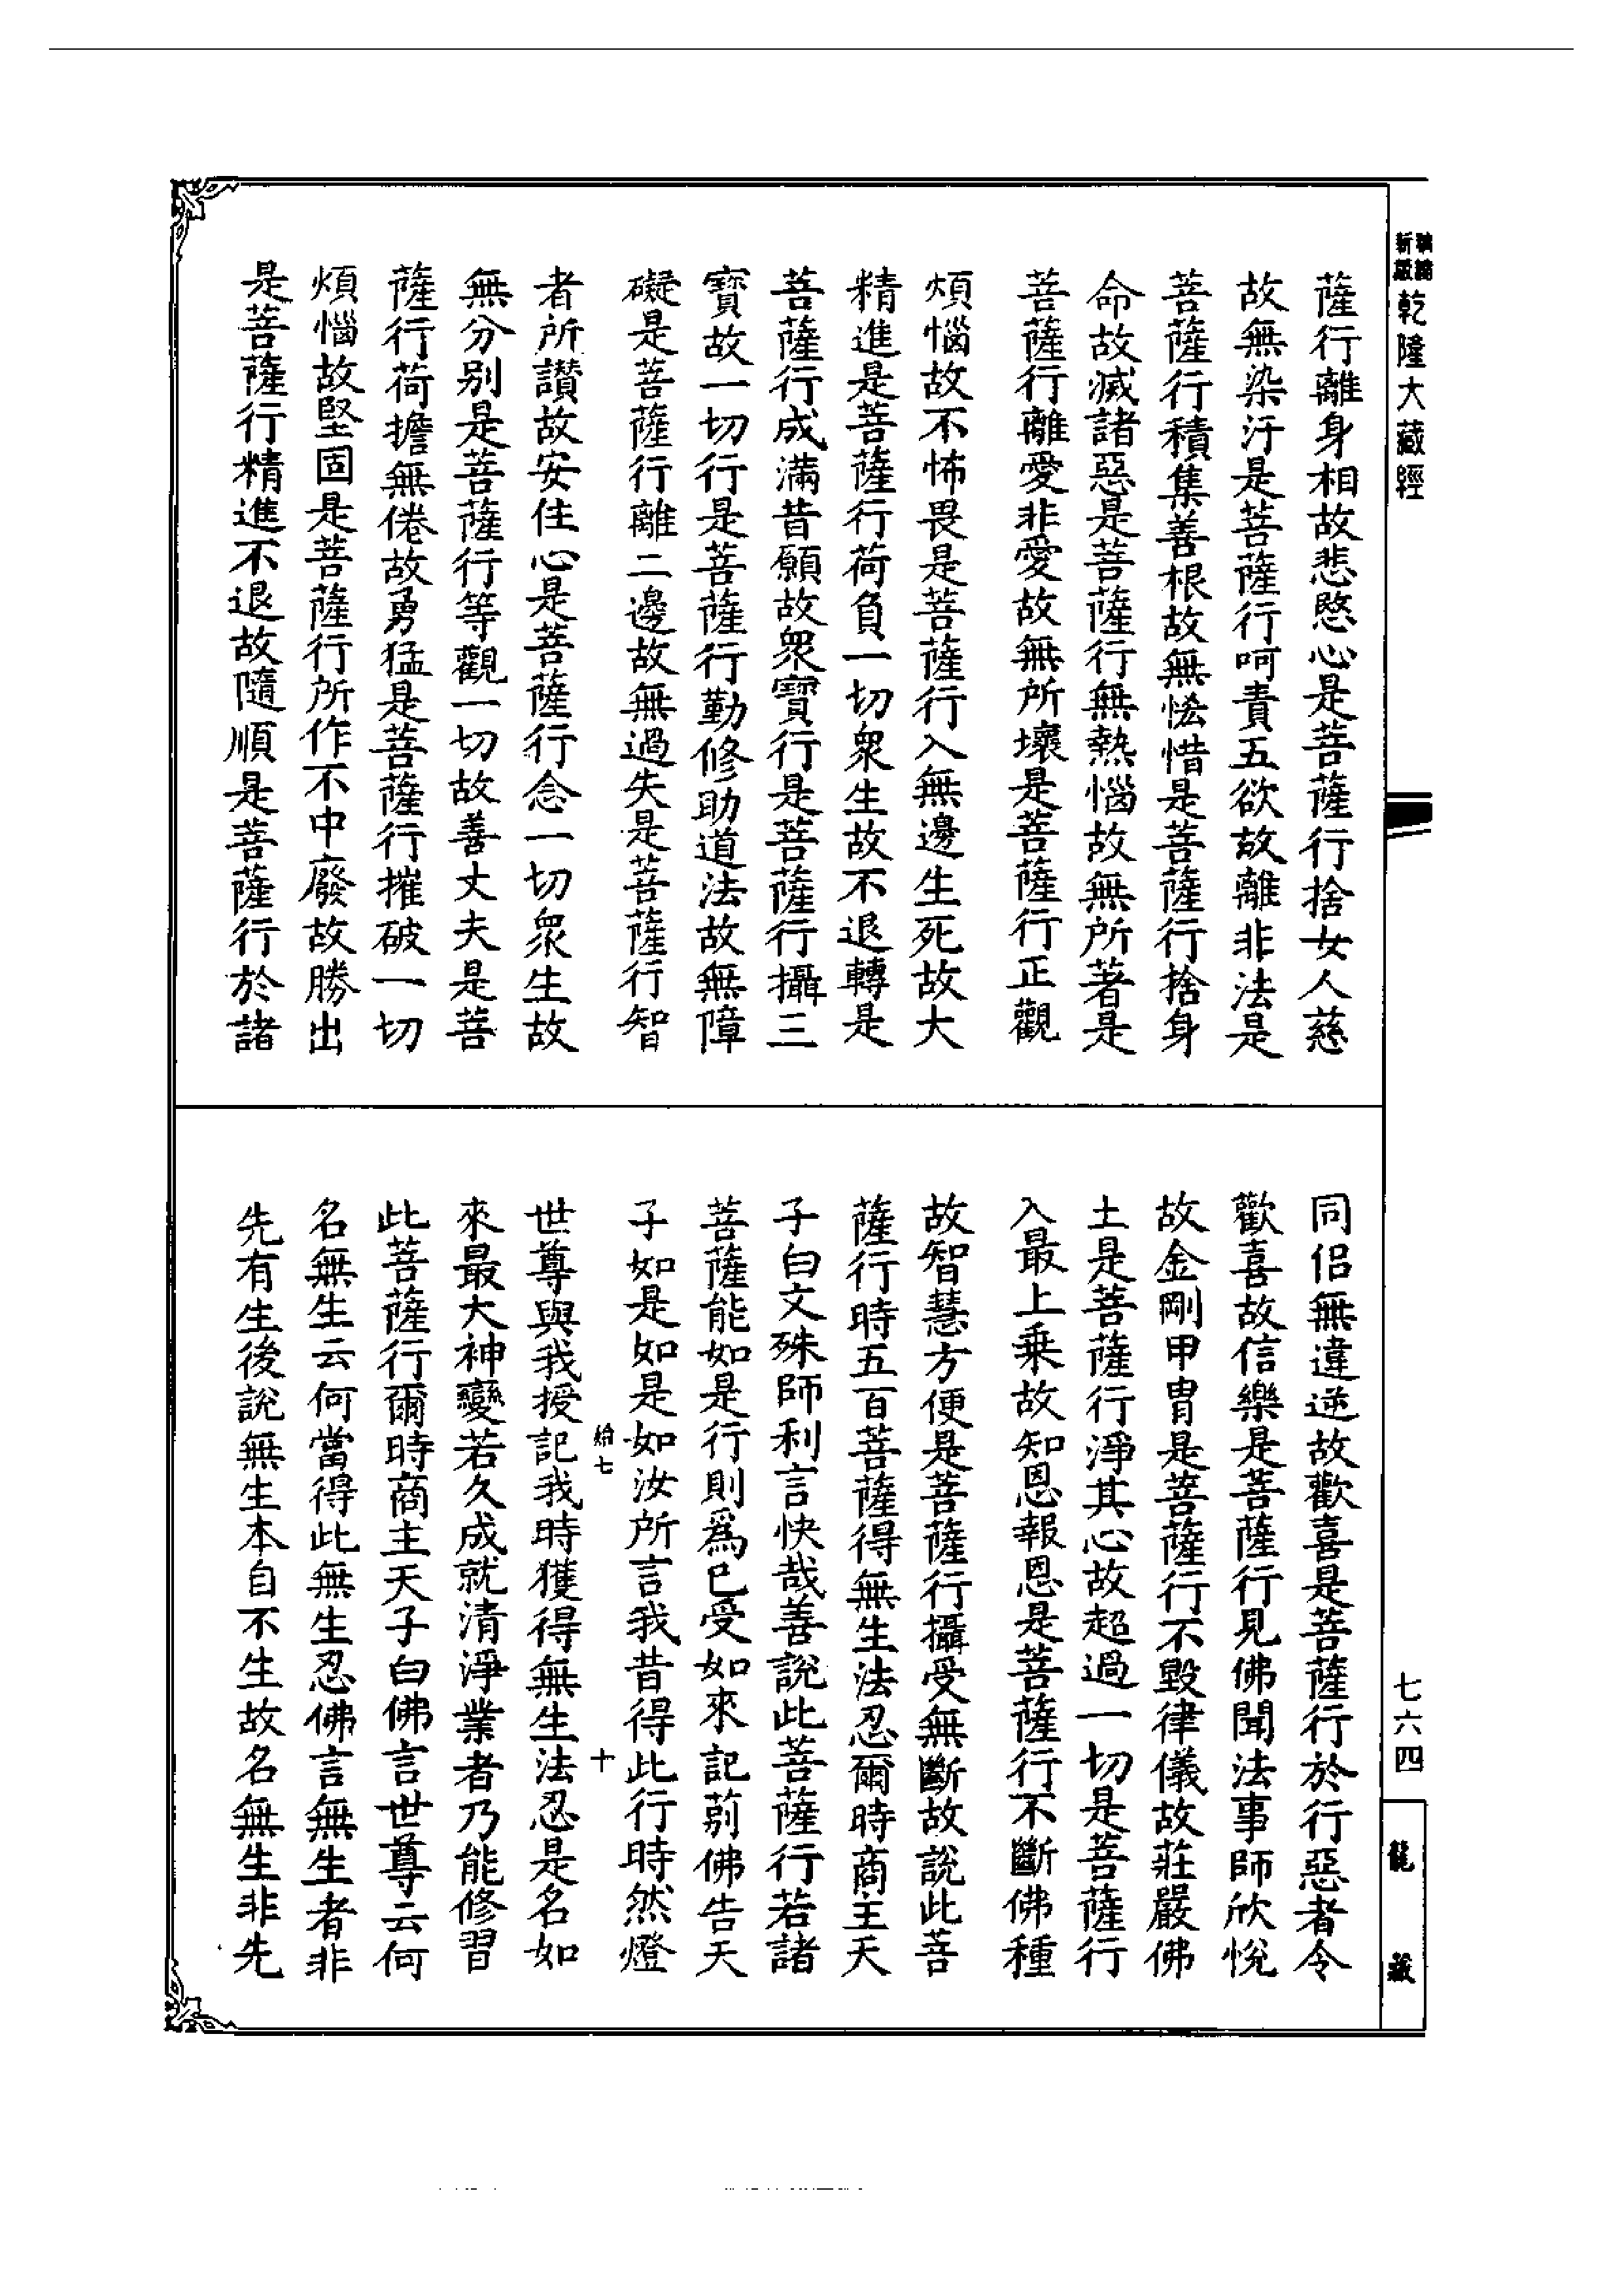 乾隆大藏經
薩行離身相故悲愍心是菩薩行捨女人慈
故無染汙是菩薩行呵責五欲故離非法是
菩薩行積集善根故無恡惜是菩薩行捨身
命故滅諸惡是菩薩行無熱惱故無所著是
菩薩行離愛非愛故無所壞是菩薩行正觀
煩惱故不怖畏是菩薩行入無邊生死故大
精進是菩薩行荷負一切衆生故不退轉是
菩薩行成滿昔願故衆寶行是菩薩行攝三
寶故一切行是菩薩行勤修助道法故無障
礙是菩薩行離二邊故無過失是菩薩行智
者所讚故安住心是菩薩行念一切衆生故
無分別是菩薩行等觀一切故善丈夫是菩
薩行荷擔無倦故勇猛是菩薩行摧破一切
煩惱故堅固是菩薩行所作不中廢故勝出
是菩薩行精進不退故隨順是菩薩行於諸
同侣無違逆故歡喜是菩薩行於行惡者令
歡喜故信樂是菩薩行見佛聞法事師欣悅
故金剛甲冑是菩薩行不毀律儀故莊嚴佛
土是菩薩行淨其心故超過一切是菩薩行
入最上乗故知恩報恩是菩薩行不斷佛種
故智慧方便是菩薩行攝受無斷故說此菩
薩行時五百菩薩得無生法忍爾時商主天
子白文殊師利言快哉善說此菩薩行若諸
菩薩能如是行則爲已受如來記莂佛告天
子如是如是如汝所言我昔得此行時然燈
世尊與我授記我時獲得無生法忍是名如
來最大神變若久成就清淨業者乃能修習
此菩薩行爾時商主天子白佛言世尊云何
名無生云何當得此無生忍佛言無生者非
先有生後說無生本自不生故名無生非先
七
十
七六四
龍藏